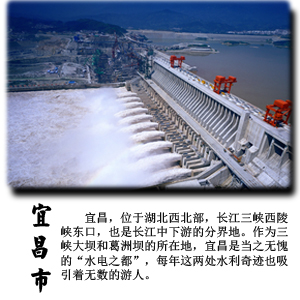 宜昌市
宜昌，位于湖北西北部，长江三峡西陵
峡东口，也是长江中下游的分界地。作为三
峡大坝和葛洲坝的所在地，宜昌是当之无愧
的“水电之都”，每年这两处水利奇迹也吸
引着无数的游人。